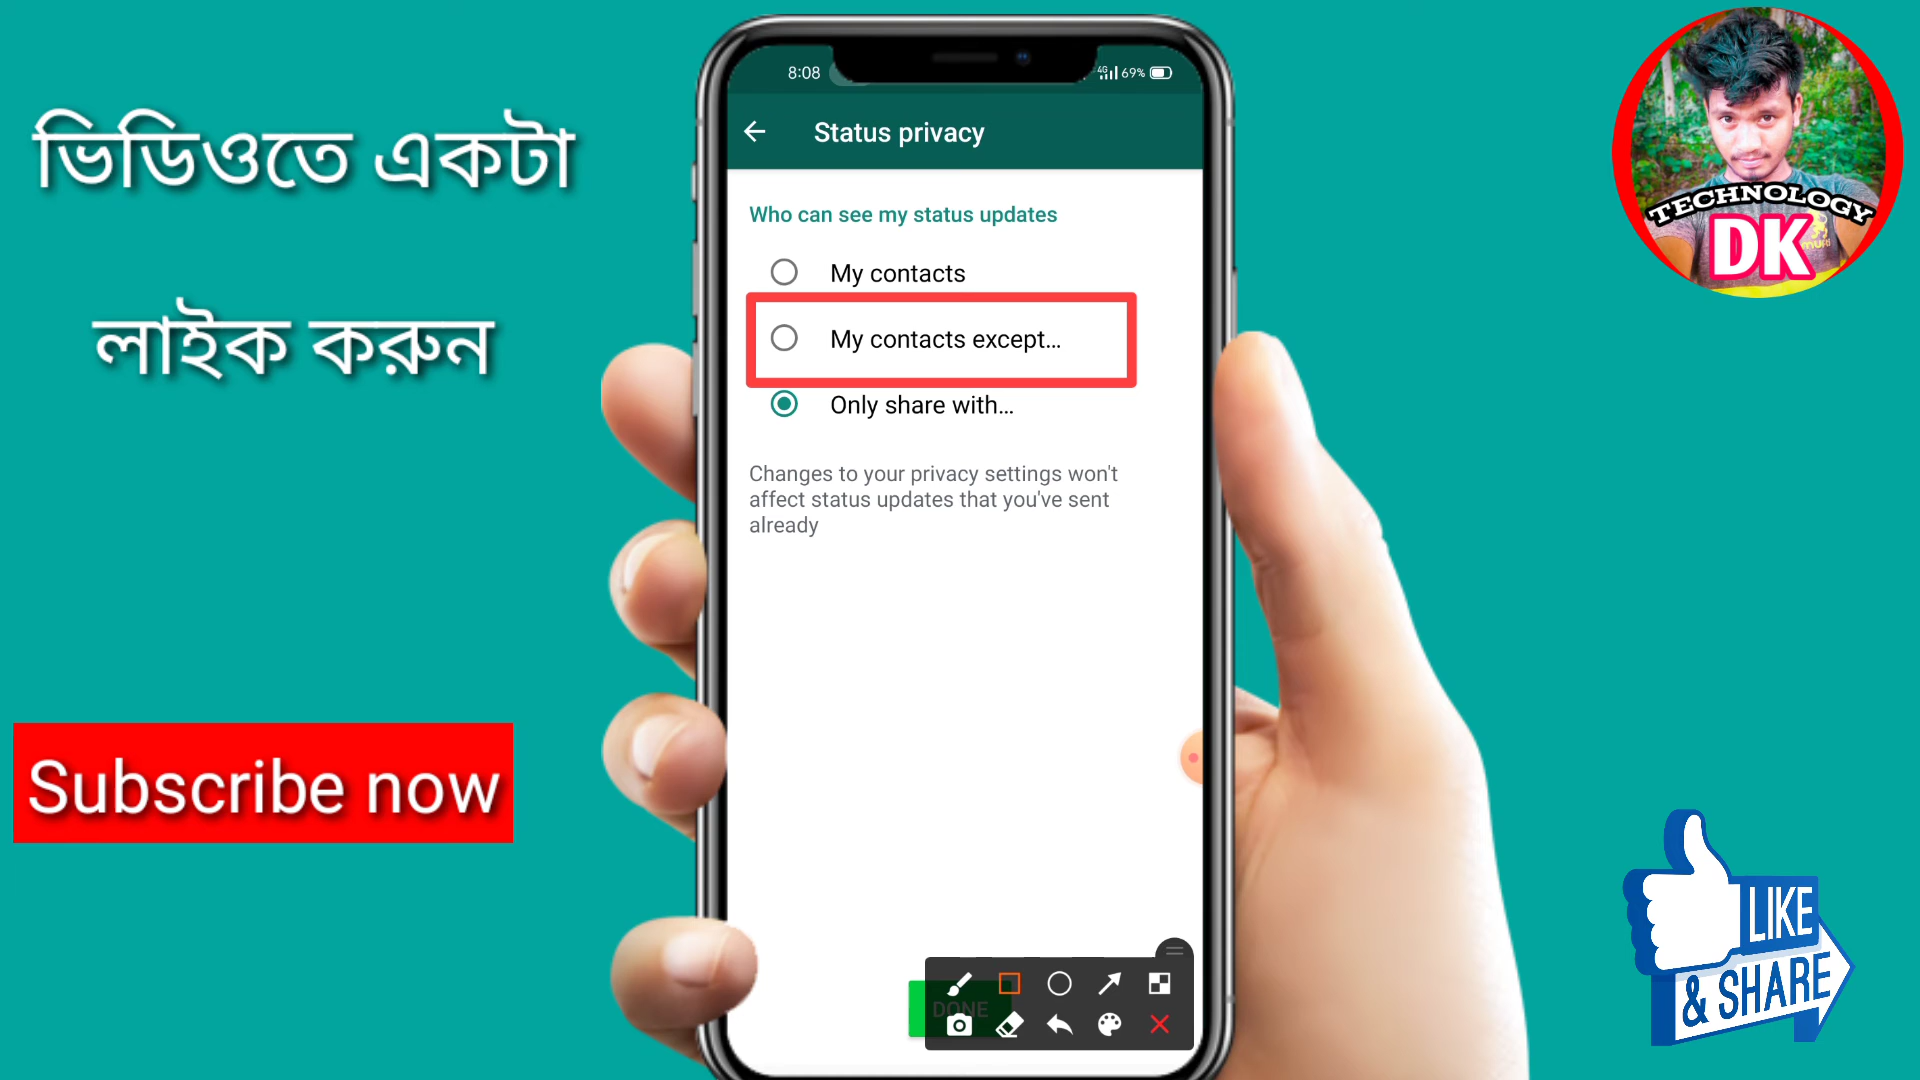 ভিডিওতে একটা
লাইক করুন
Subscribe now
8:08
4G 69%
Status privacy
Who can see my status updates
My contacts
My contacts except...
Only share with...
Changes to your privacy settings won't
affect status updates that you've sent
already
DONE
TECHNOLOGY
DK
LIKE
& SHARE